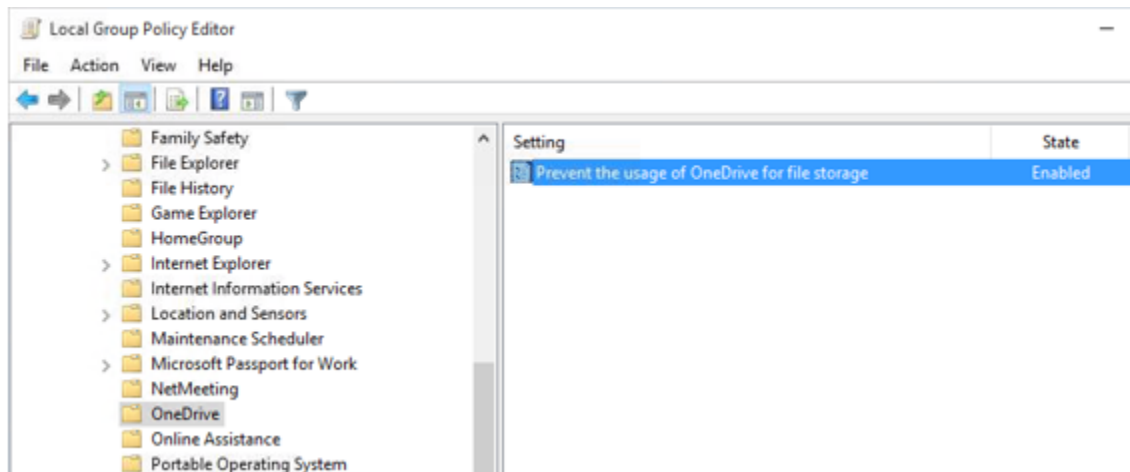 Local Group Policy Editor
File Action View Help
Family Safety
File Explorer
File History
Game Explorer
HomeGroup
Internet Explorer
Internet Information Services
Location and Sensors
Maintenance Scheduler
Microsoft Passport for Work
NetMeeting
OneDrive
Online Assistance
Portable Operating System
Setting State
Prevent the usage of OneDrive for file storage Enabled